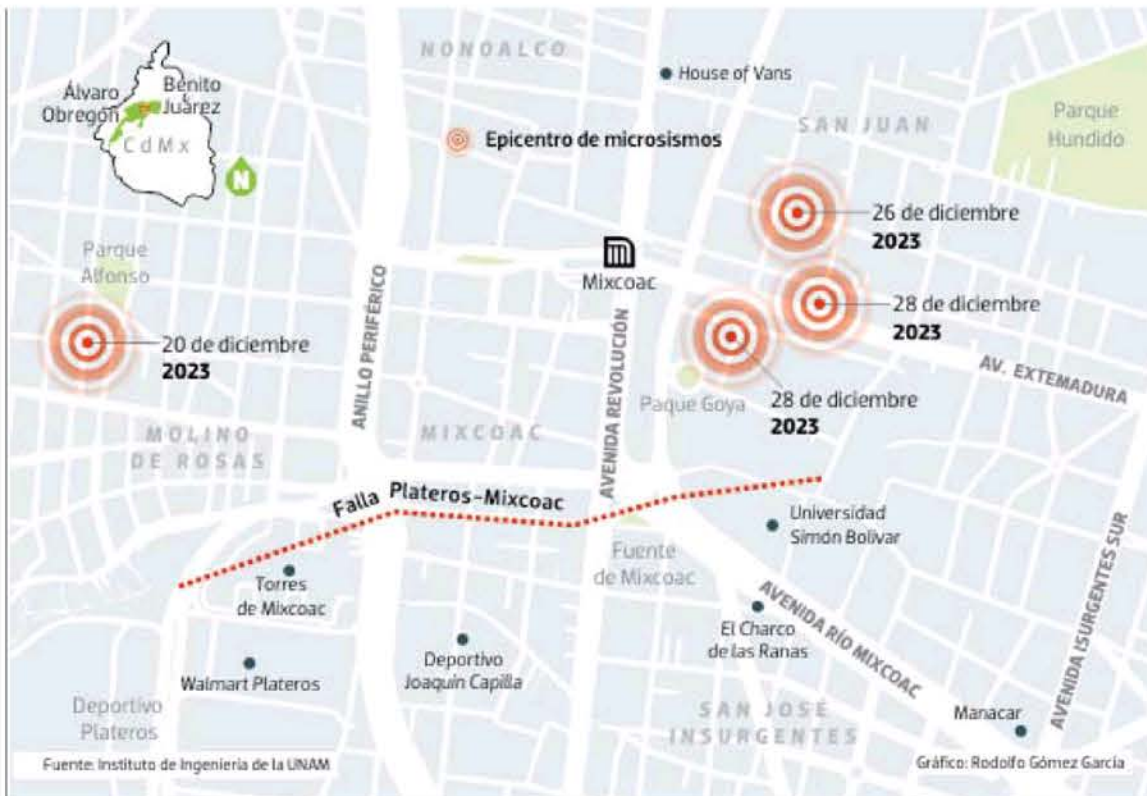 NONOALCO
House of Vans
Álvaro
Obregón
Benito
Juárez
CdMx
N
Epicentro de microsismos
SAN JUAN
Parque
Hundido
26 de diciembre
2023
Parque
Alfonso
Mixcoac
28 de diciembre
2023
20 de diciembre
2023
ANILLO PERIFÉRICO
AVENIDA REVOLUCIÓN
AV. EXTEMADURA
Paque Goya
28 de diciembre
2023
MOLINO
DE ROSAS
MIXCOAC
Falla Plateros-Mixcoac
Universidad
Simón Bolivar
Fuente
de Mixcoac
Torres
de Mixcoac
El Charco
de las Ranas
AVENIDA RÍO MIXCOAC
AVENIDA ISURGENTES SUR
Deportivo
Joaquín Capilla
Walmart Plateros
Deportivo
Plateros
SAN JOSÉ
INSURGENTES
Manacar
Fuente: Instituto de Ingeniería de la UNAM
Gráfico: Rodolfo Gómez García